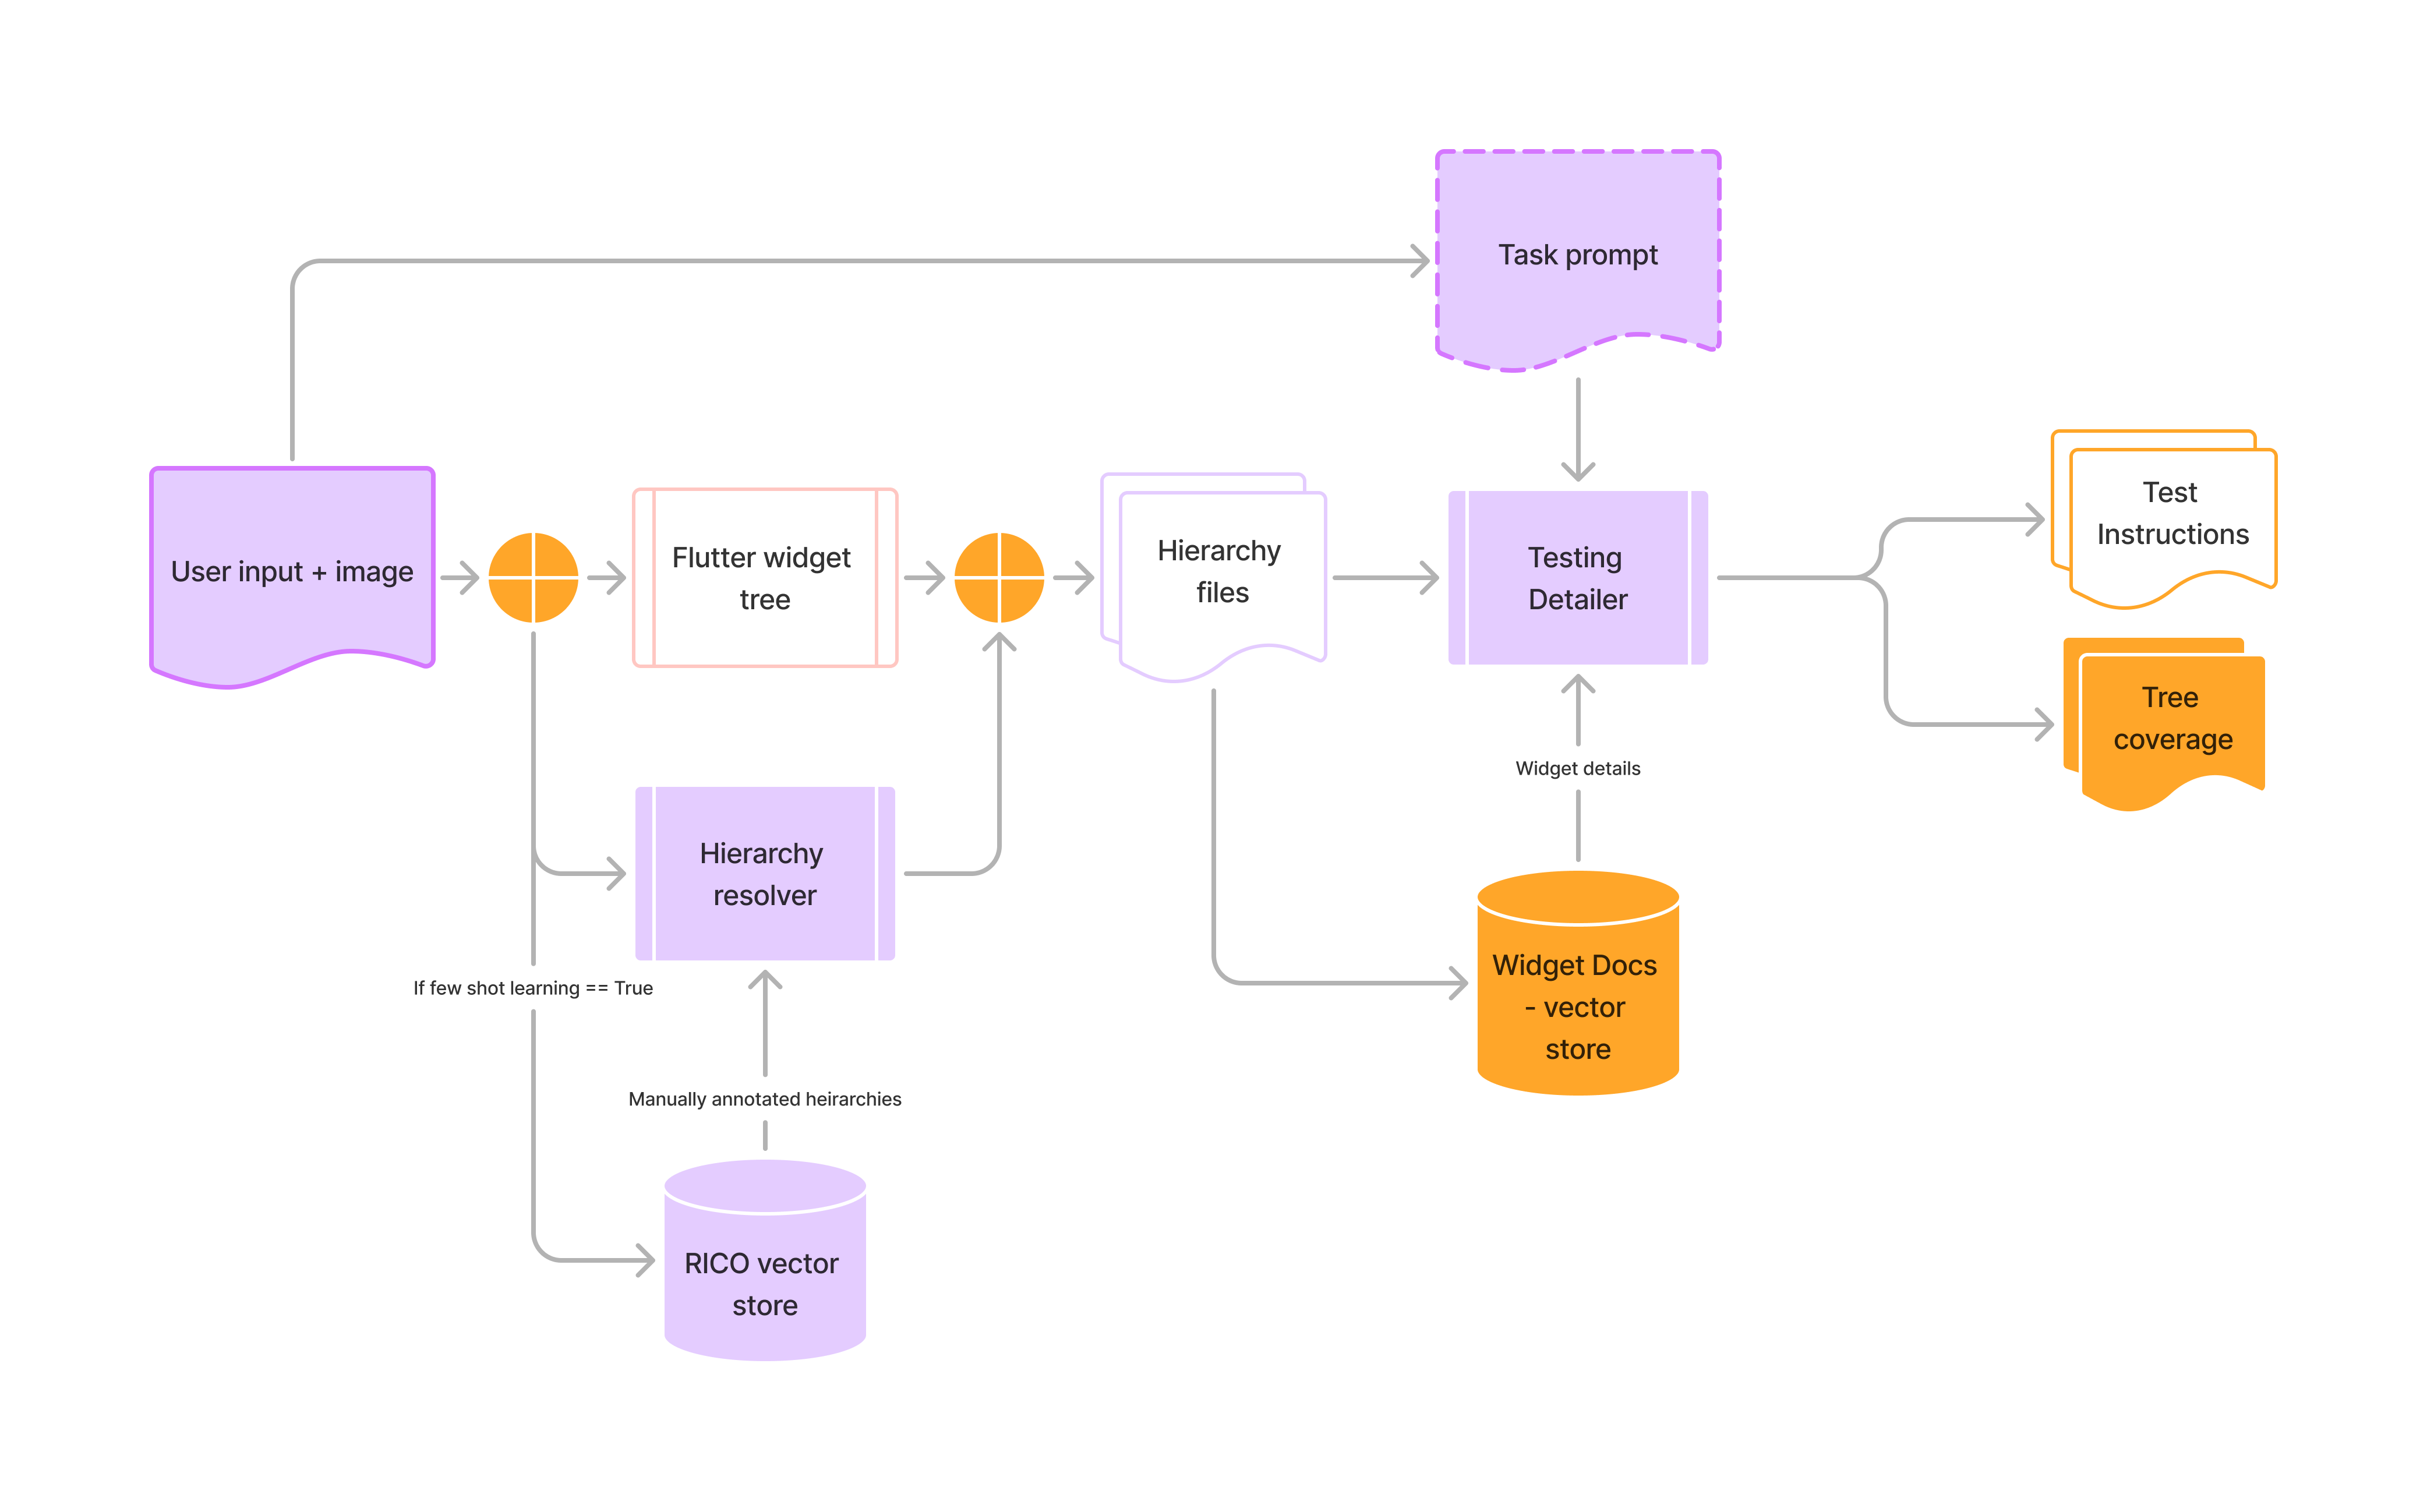 Task prompt
User input + image
Flutter widget
tree
Hierarchy
files
Testing
Detailer
Test
Instructions
Tree
coverage
Widget details
Hierarchy
resolver
If few shot learning == True
Widget Docs
- vector
store
Manually annotated heirarchies
RICO vector
store